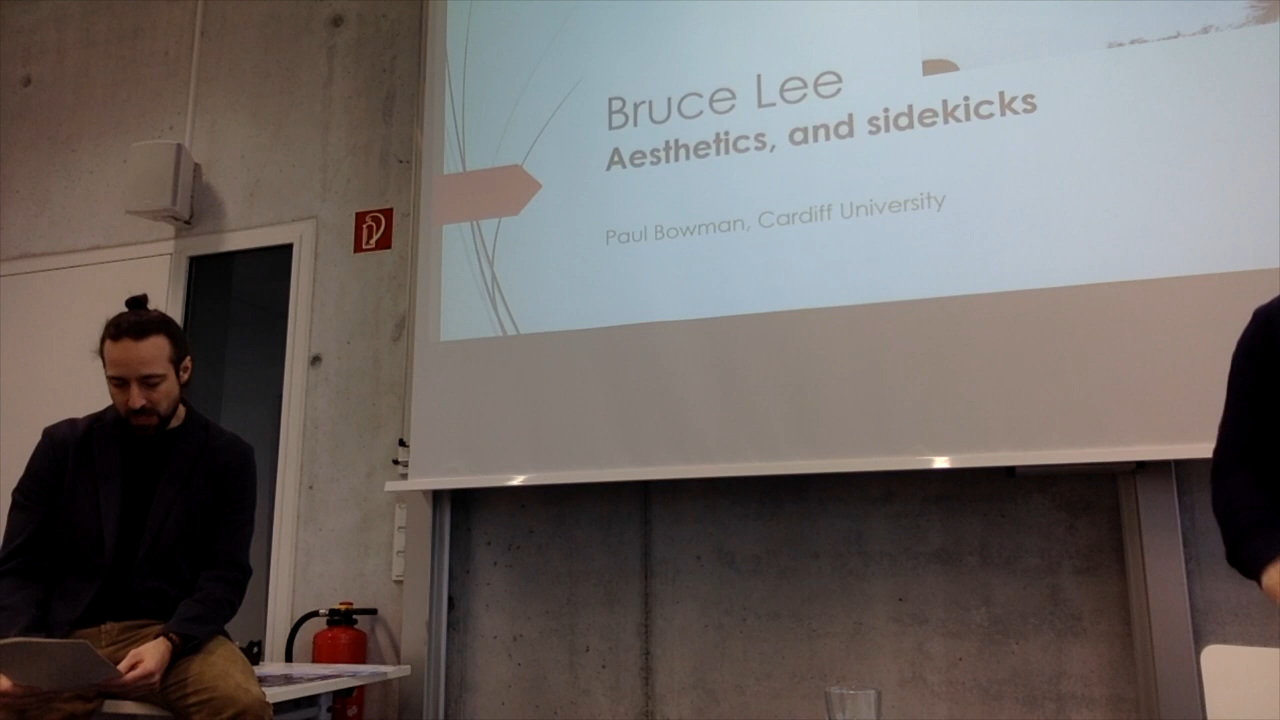 Bruce Lee
Aesthetics, and sidekicks
Paul Bowman, Cardiff University